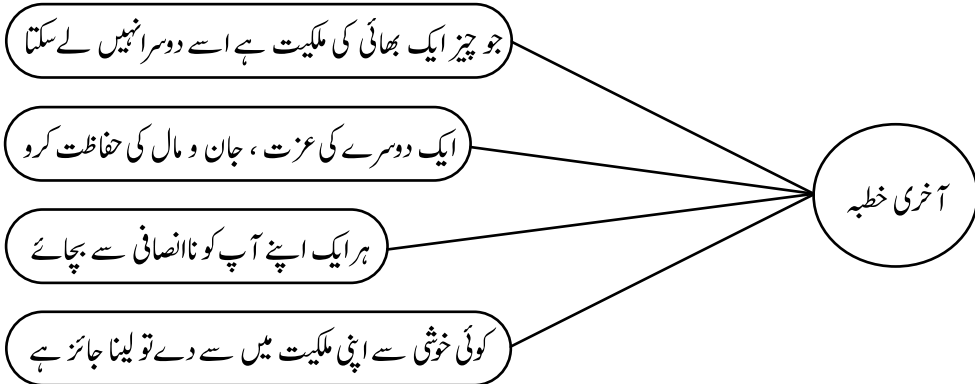 جو چیز ایک بھائی کی ملکیت ہے اسے دوسرا نہیں لے سکتا
ایک دوسرے کی عزت ، جان و مال کی حفاظت کرو
آخری خطبہ
ہر ایک اپنے آپ کو ناانصافی سے بچائے
کوئی خوشی سے اپنی ملکیت میں سے دے تو لینا جائز ہے